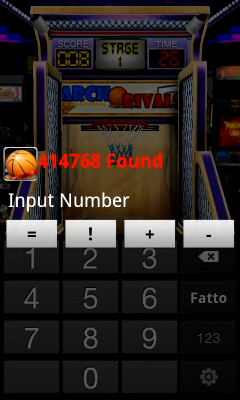 SCORE STAGE TIME
008 1 26
ARCH RIVALS
414768 Found
Input Number
= ! + -
1 2 3
4 5 6 Fatto
7 8 9 123
0